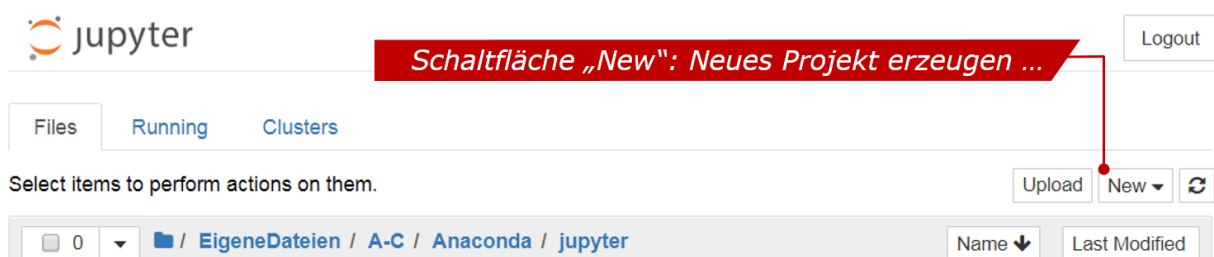 jupyter
Logout
Schaltfläche „New“: Neues Projekt erzeugen ...
Files Running Clusters
Select items to perform actions on them.
Upload New
0 / EigeneDateien / A-C / Anaconda / jupyter
Name Last Modified